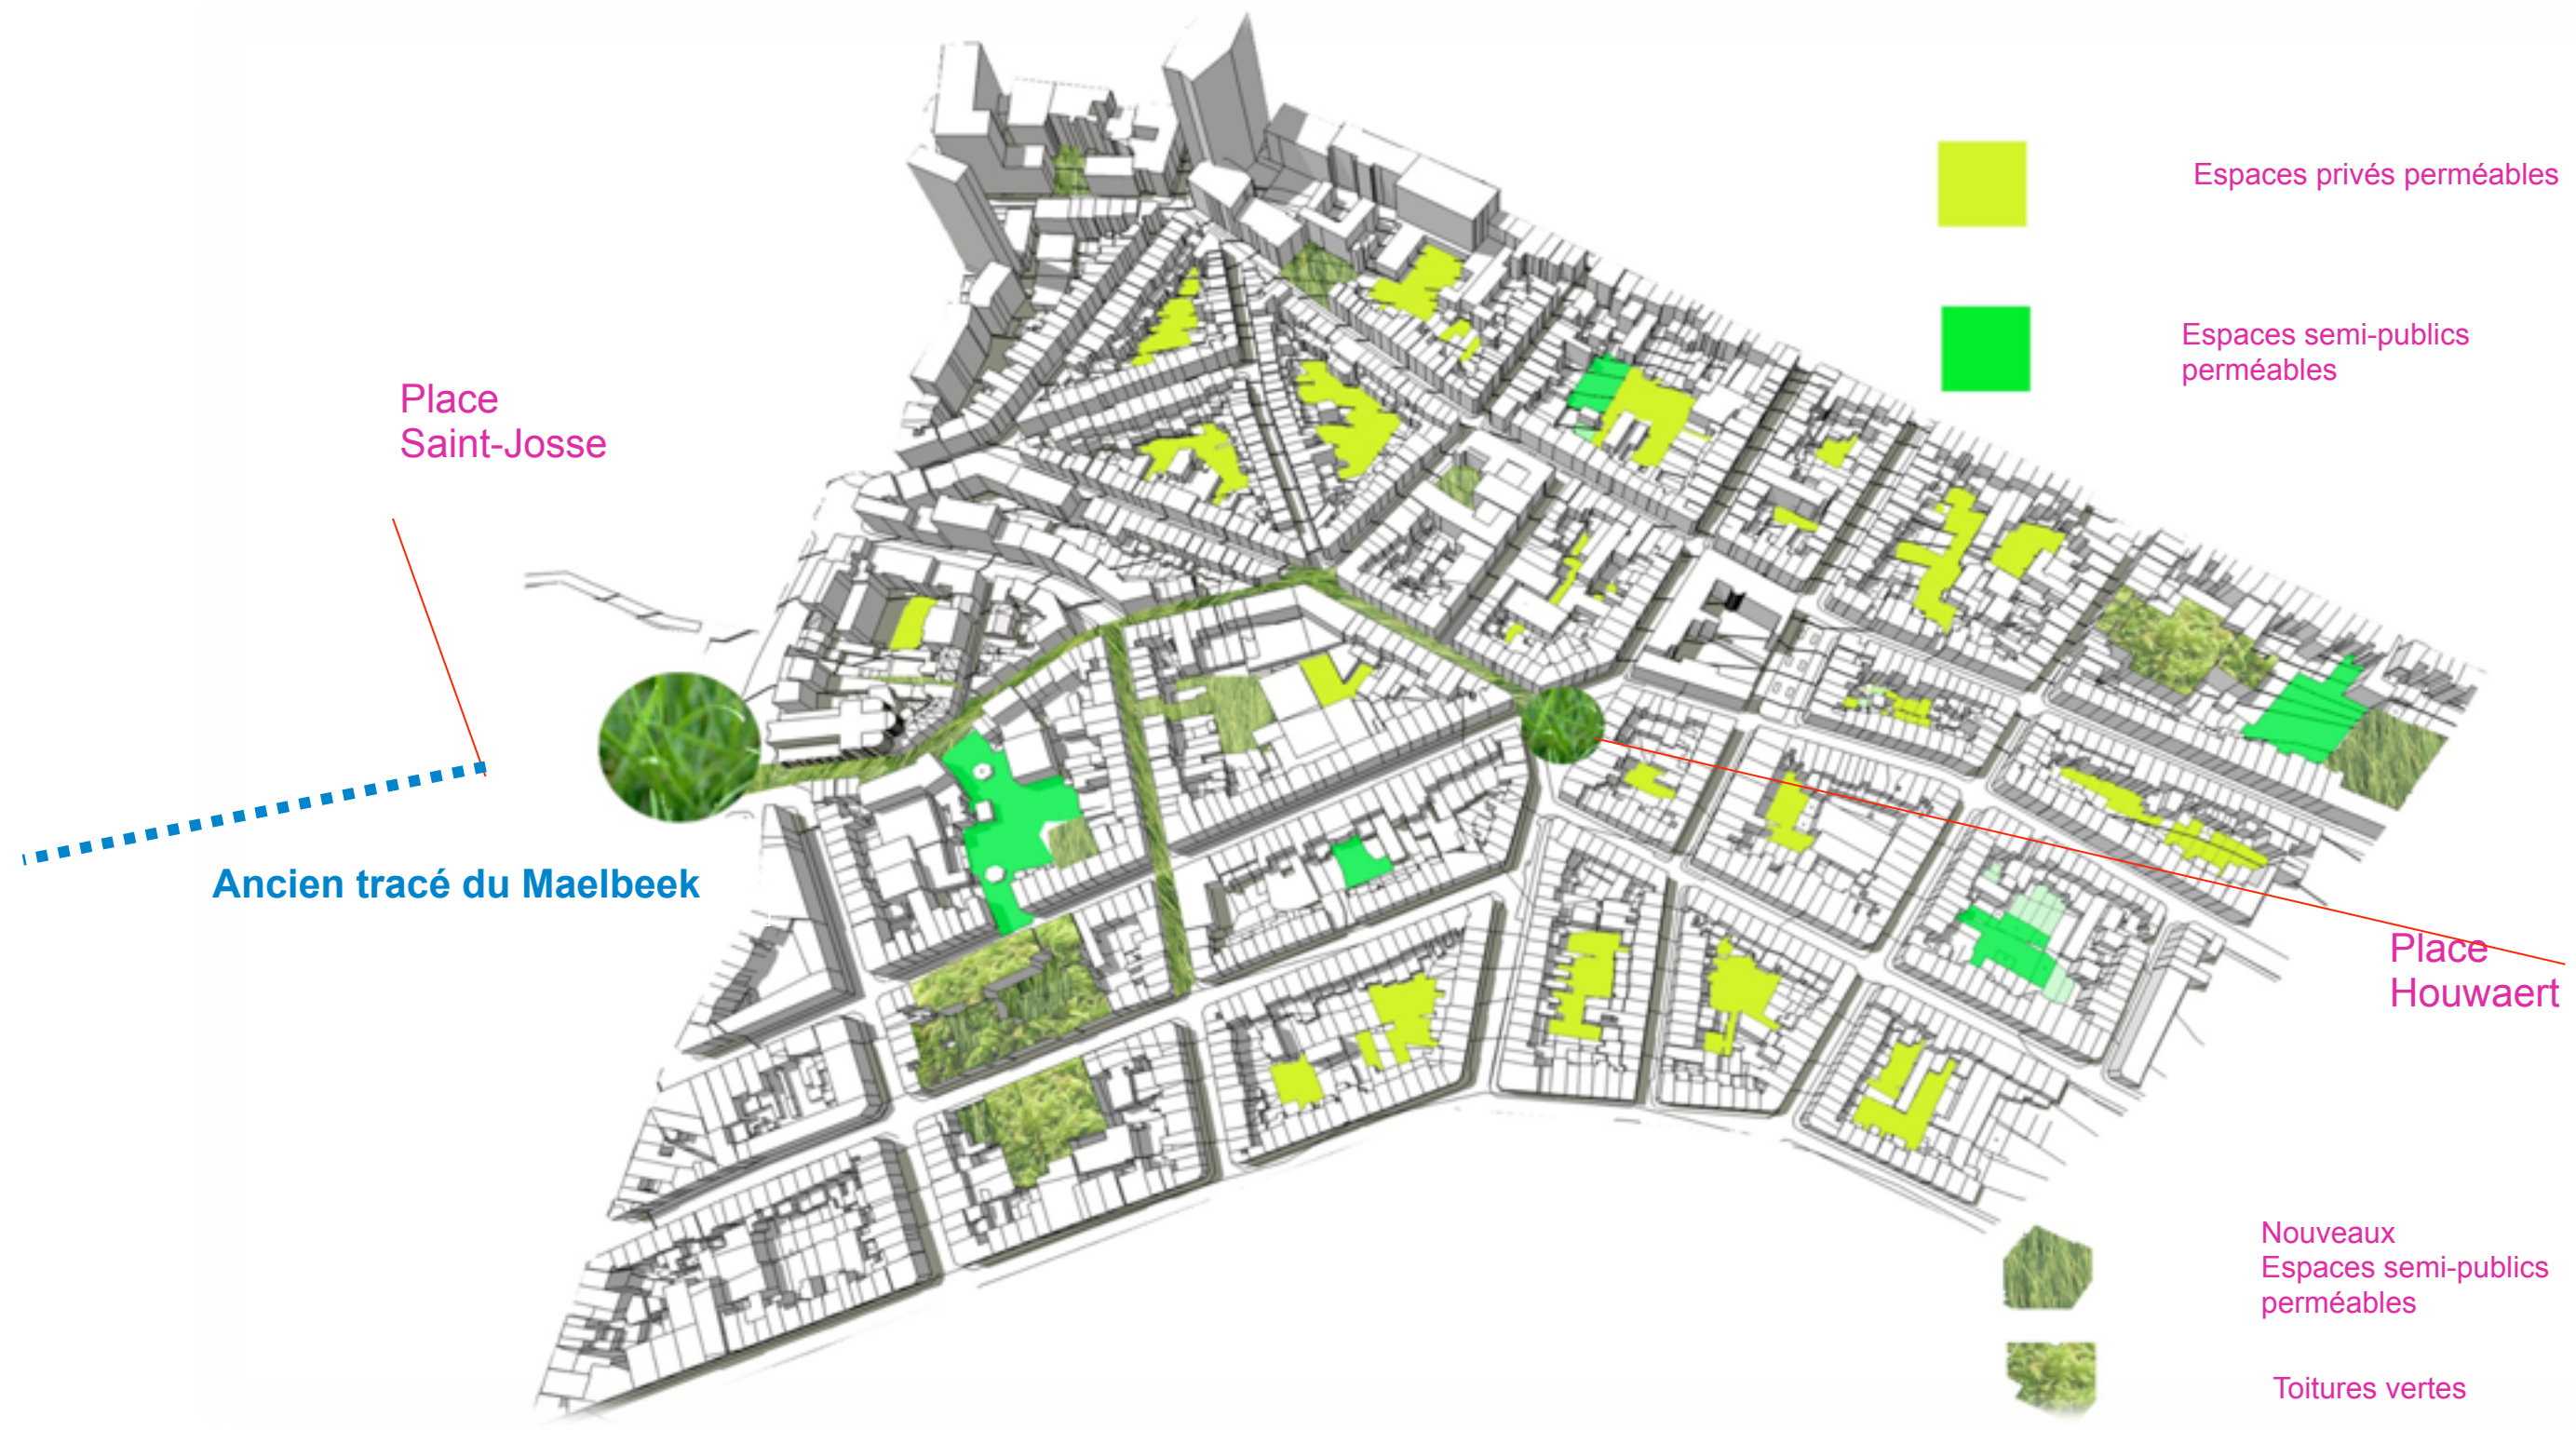 Espaces privés perméables
Espaces semi-publics
perméables
Place
Saint-Josse
Ancien tracé du Maelbeek
Place
Houwaert
Nouveaux
Espaces semi-publics
perméables
Toitures vertes